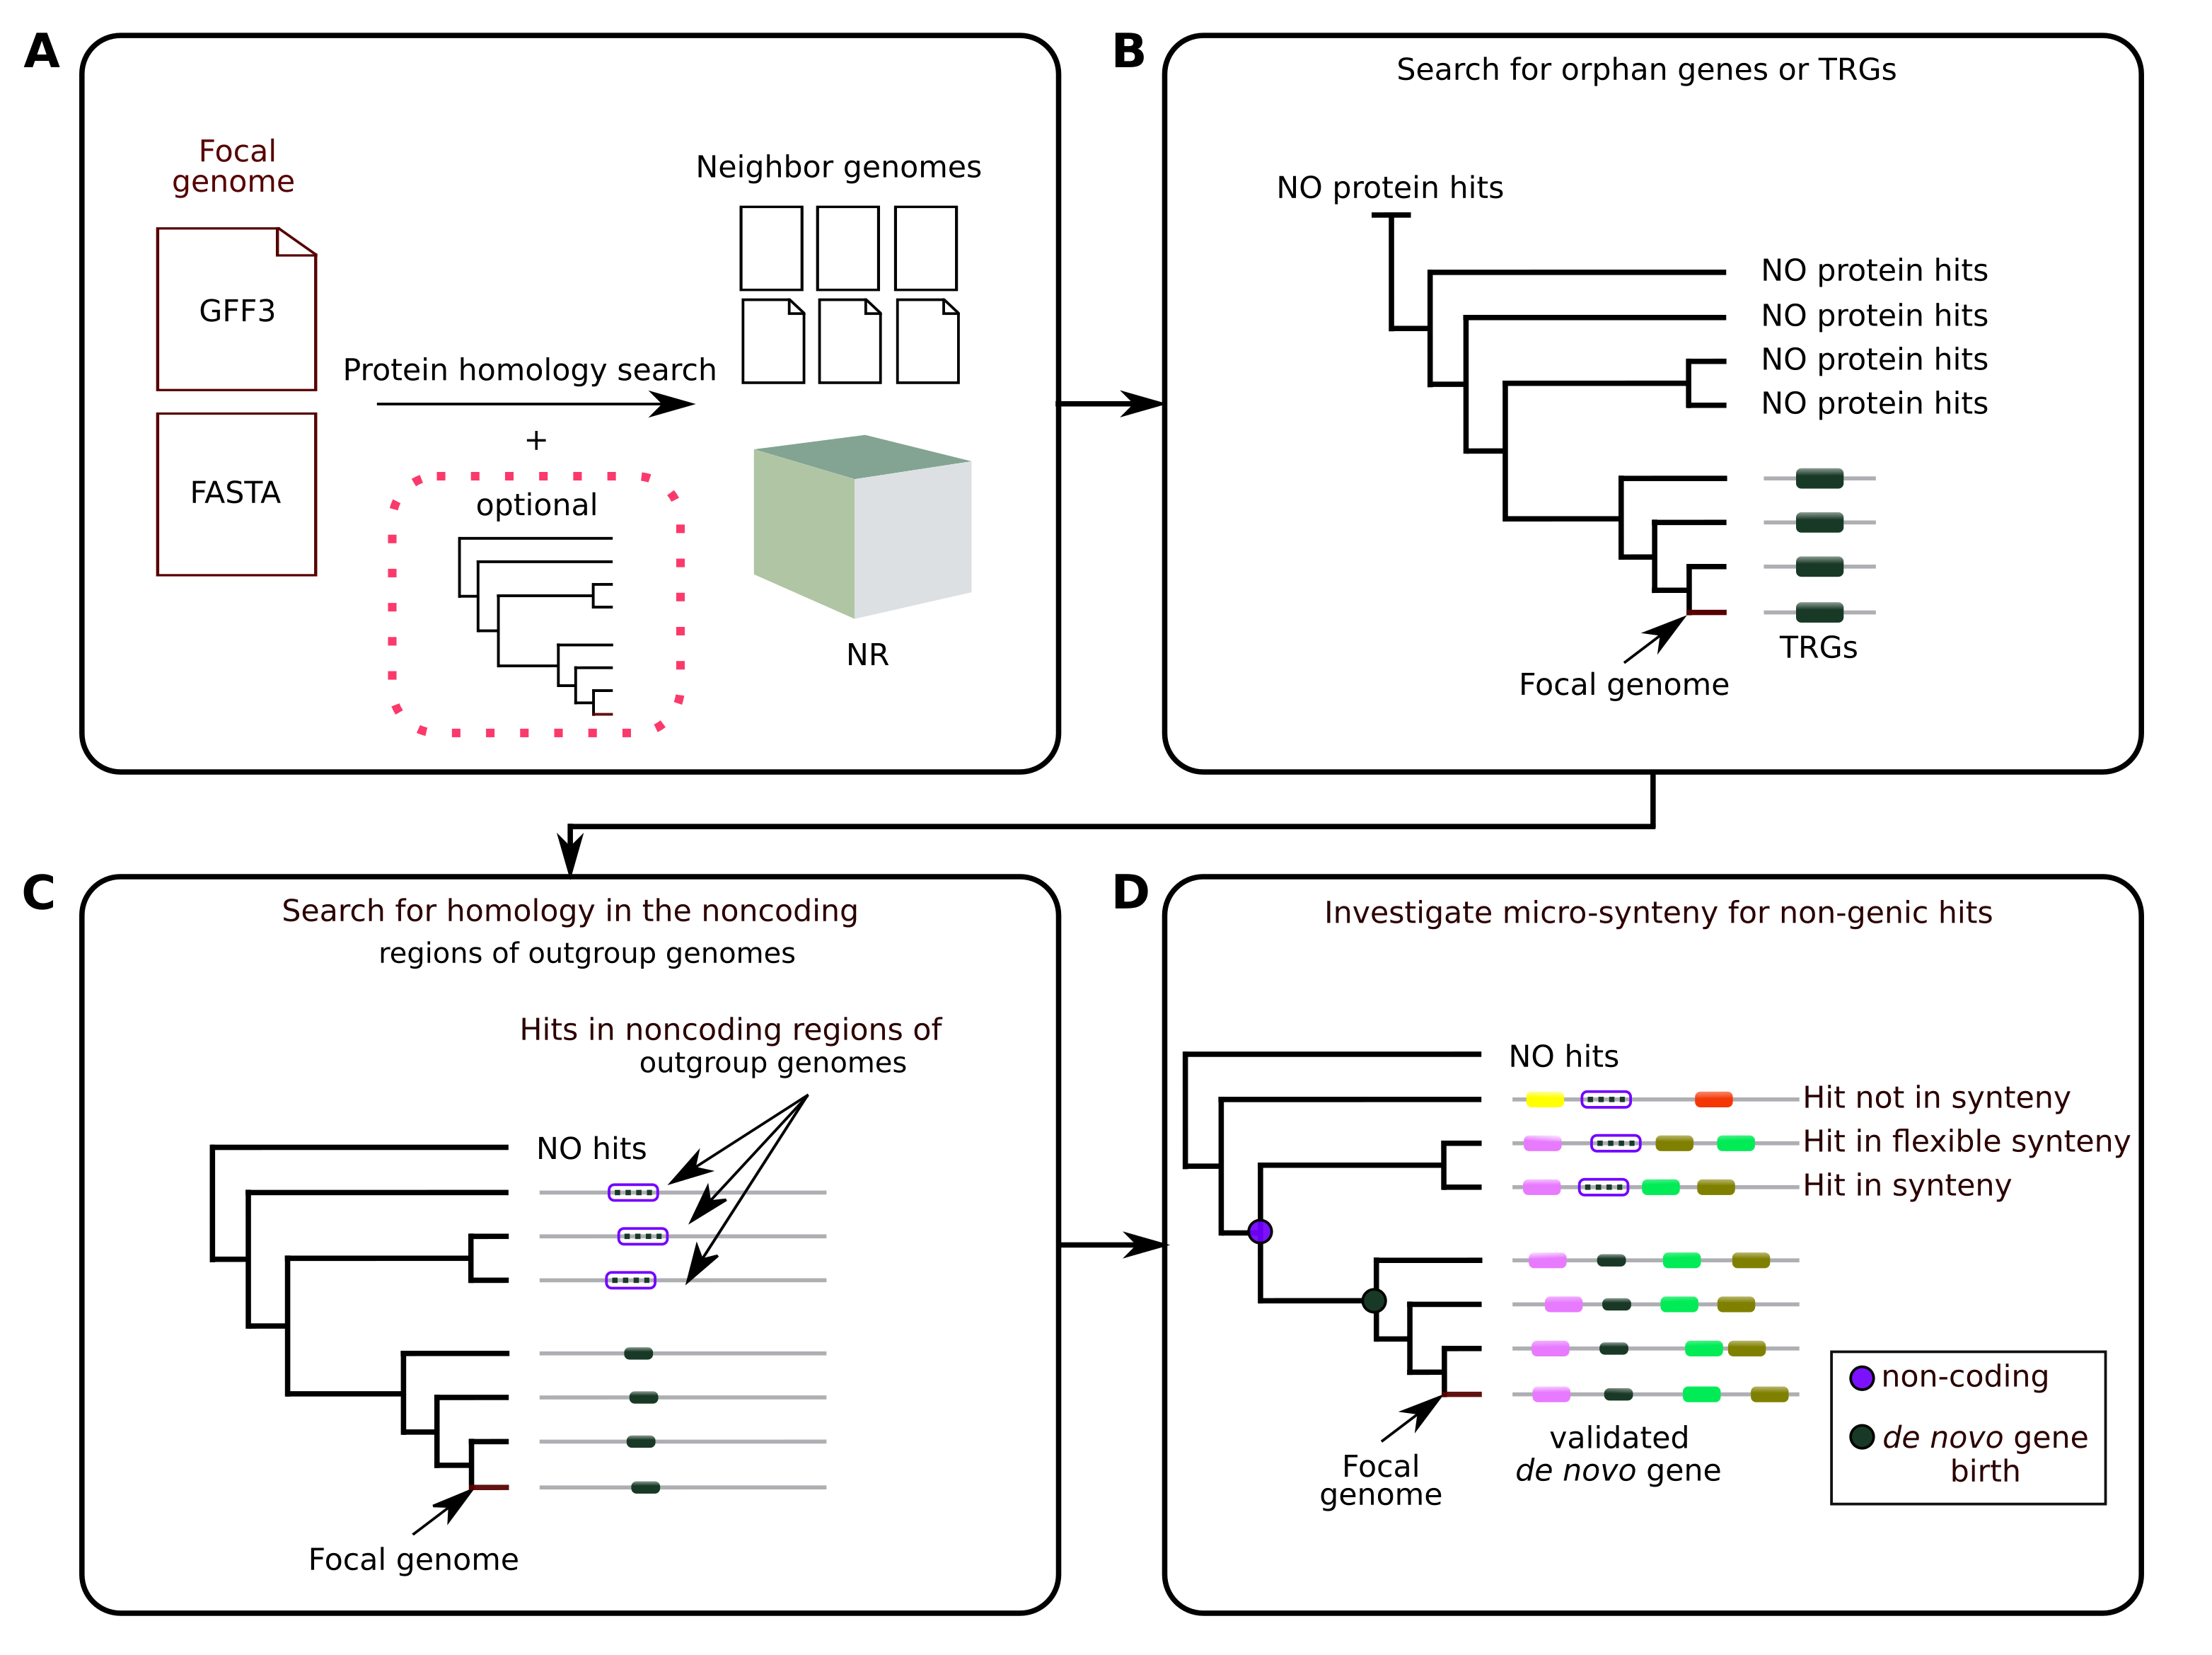 A
Focal
genome
GFF3
FASTA
Protein homology search
+
optional
Neighbor genomes
NR
B
Search for orphan genes or TRGs
NO protein hits
NO protein hits
NO protein hits
NO protein hits
NO protein hits
TRGs
Focal genome
C
Search for homology in the noncoding
regions of outgroup genomes
Hits in noncoding regions of
outgroup genomes
NO hits
Focal genome
D
Investigate micro-synteny for non-genic hits
NO hits
Hit not in synteny
Hit in flexible synteny
Hit in synteny
Focal
genome
validated
de novo gene
non-coding
de novo gene
birth